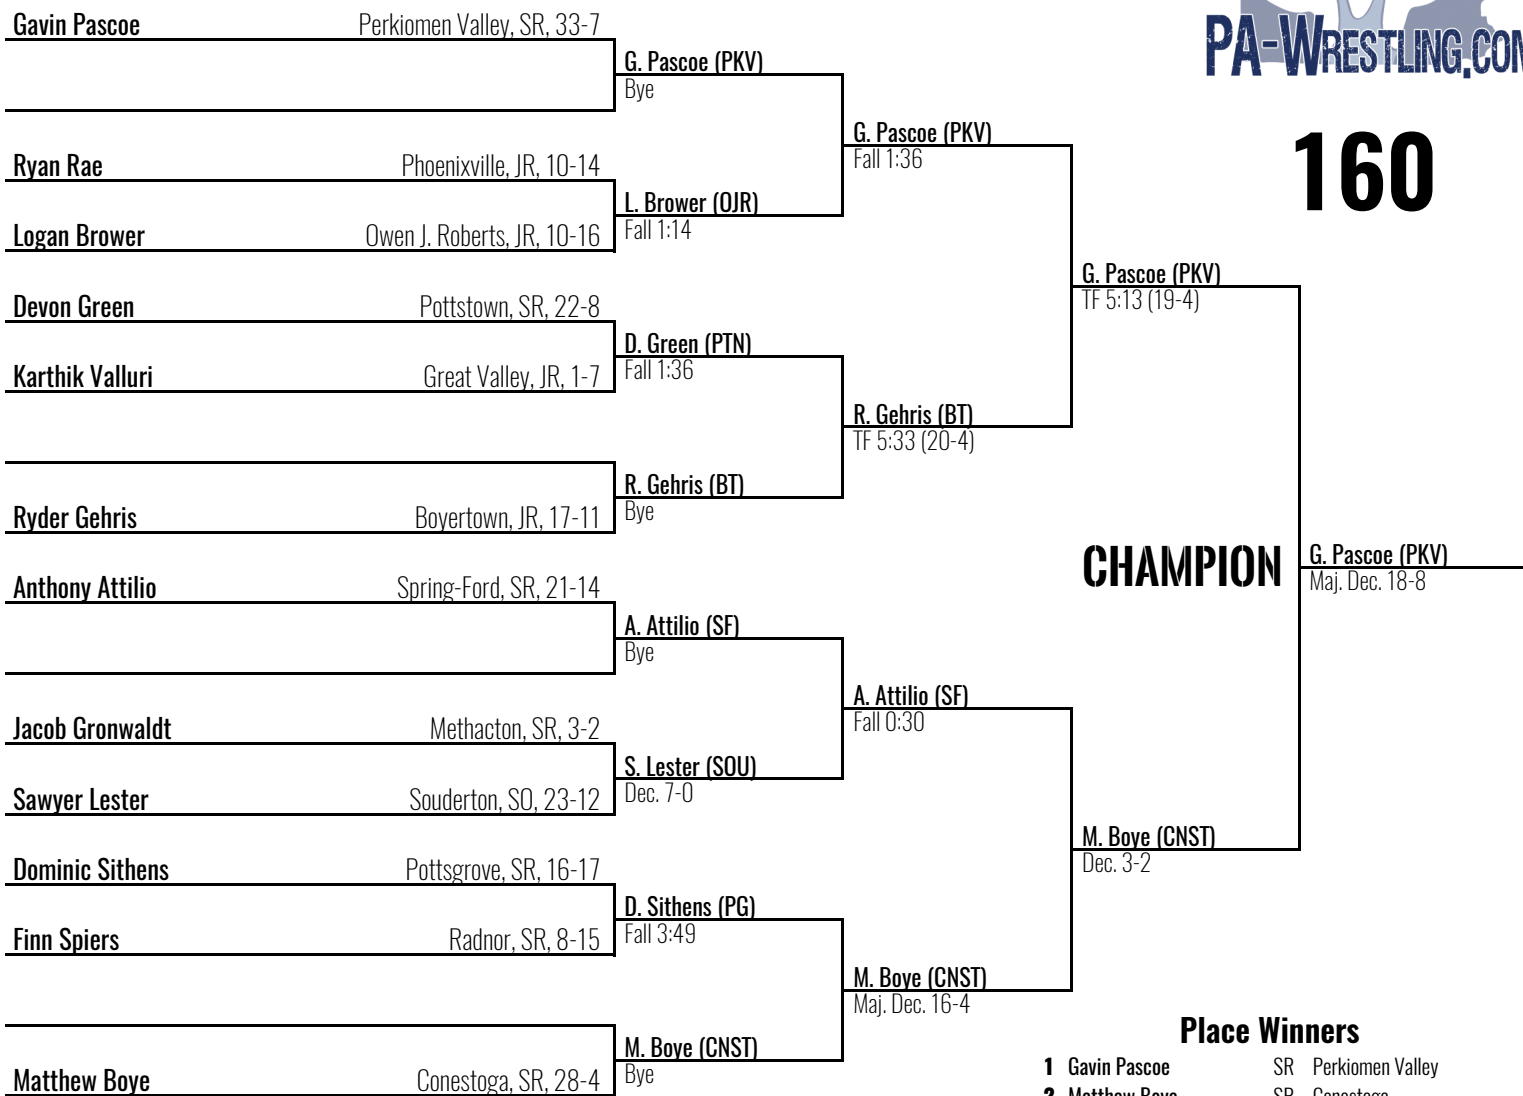 Gavin Pascoe Perkiomen Valley, SR, 33-7
PA-WRESTLING.COM
G. Pascoe (PKV)
Bye
G. Pascoe (PKV)
Fall 1:36
160
Ryan Rae Phoenixville, JR, 10-14
L. Brower (OJR)
Fall 1:14
Logan Brower Owen J. Roberts, JR, 10-16
G. Pascoe (PKV)
TF 5:13 (19-4)
Devon Green Pottstown, SR, 22-8
D. Green (PTN)
Fall 1:36
Karthik Valluri Great Valley, JR, 1-7
R. Gehris (BT)
TF 5:33 (20-4)
R. Gehris (BT)
Bye
Ryder Gehris Boyertown, JR, 17-11
CHAMPION
G. Pascoe (PKV)
Maj. Dec. 18-8
Anthony Attilio Spring-Ford, SR, 21-14
A. Attilio (SF)
Bye
A. Attilio (SF)
Fall 0:30
Jacob Gronwaldt Methacton, SR, 3-2
S. Lester (SOU)
Dec. 7-0
Sawyer Lester Souderton, SO, 23-12
M. Boye (CNST)
Dec. 3-2
Dominic Sithens Pottsgrove, SR, 16-17
D. Sithens (PG)
Fall 3:49
Finn Spiers Radnor, SR, 8-15
M. Boye (CNST)
Maj. Dec. 16-4
M. Boye (CNST)
Bye
Matthew Boye Conestoga, SR, 28-4
Place Winners
1 Gavin Pascoe SR Perkiomen Valley
2 Matthew Boye SR Conestoga